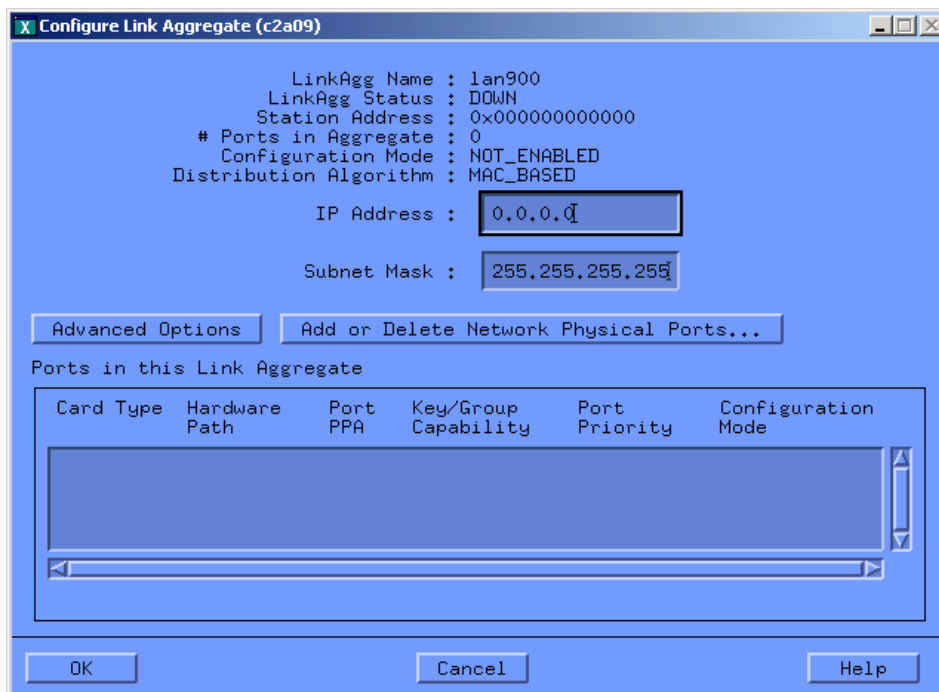 Configure Link Aggregate (c2a09)
LinkAgg Name : lan900
LinkAgg Status : DOWN
Station Address : 0x000000000000
# Ports in Aggregate : 0
Configuration Mode : NOT_ENABLED
Distribution Algorithm : MAC_BASED
IP Address : 0.0.0.0
Subnet Mask : 255.255.255.255
Advanced Options Add or Delete Network Physical Ports...
Ports in this Link Aggregate
Card Type Hardware Port Key/Group Port Configuration
Path PPA Capability Priority Mode
OK Cancel Help